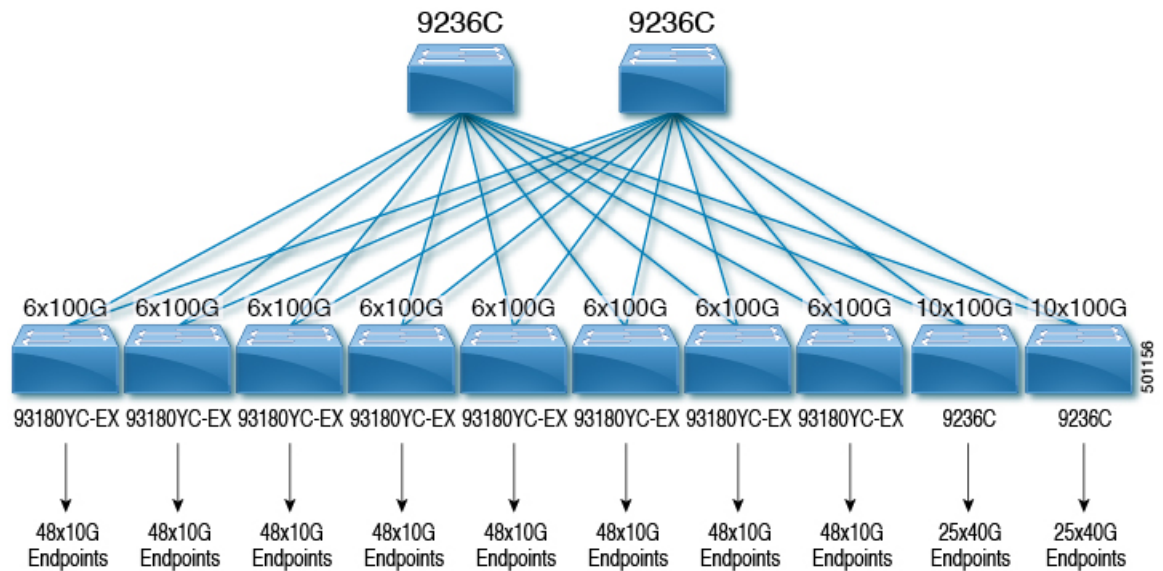 9236C 9236C
6x100G 6x100G 6x100G 6x100G 6x100G 6x100G 6x100G 6x100G 10x100G 10x100G
93180YC-EX 93180YC-EX 93180YC-EX 93180YC-EX 93180YC-EX 93180YC-EX 93180YC-EX 93180YC-EX 9236C 9236C
501156
48x10G 48x10G 48x10G 48x10G 48x10G 48x10G 48x10G 48x10G 25x40G 25x40G
Endpoints Endpoints Endpoints Endpoints Endpoints Endpoints Endpoints Endpoints Endpoints Endpoints